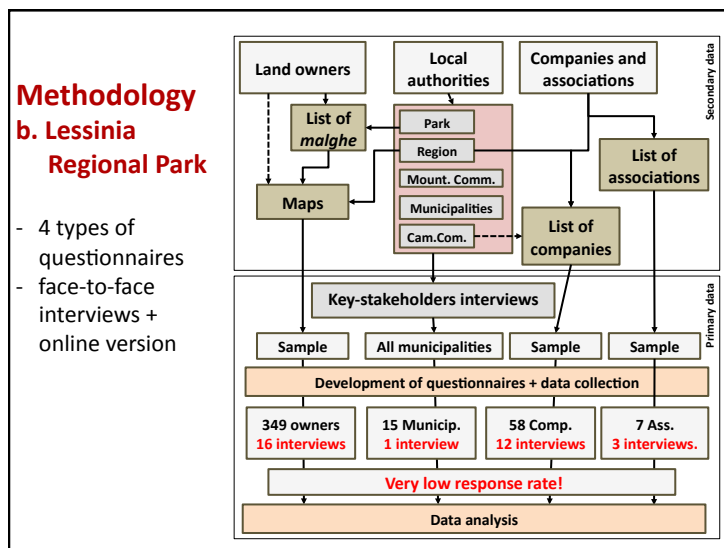 Methodology
b. Lessinia
Regional Park
- 4 types of
questionnaires
- face-to-face
interviews +
online version
Secondary data
Land owners
Local
authorities
Companies and
associations
List of
malghe
Park
Region
Mount. Comm.
Municipalities
Cam.Com.
Maps
List of
associations
List of
companies
Primary data
Key-stakeholders interviews
Sample
All municipalities
Sample
Sample
Development of questionnaires + data collection
349 owners
16 interviews
15 Municip.
1 interview
58 Comp.
12 interviews
7 Ass.
3 interviews.
Very low response rate!
Data analysis